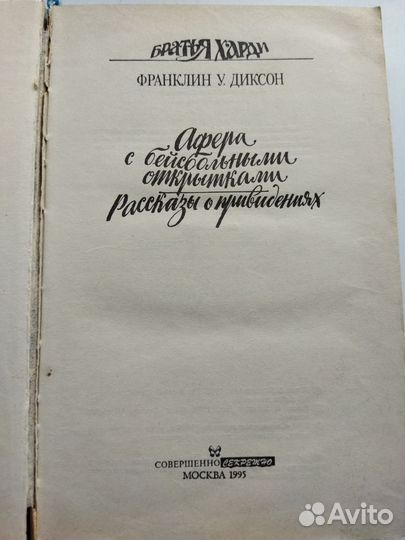 БРАТЬЯ ХАРДИ
ФРАНКЛИН У. ДИКСОН
Афера
с бейсбольными
открытками
Рассказы о привидениях
СОВЕРШЕННО СЕКРЕТНО
МОСКВА 1995
Avito